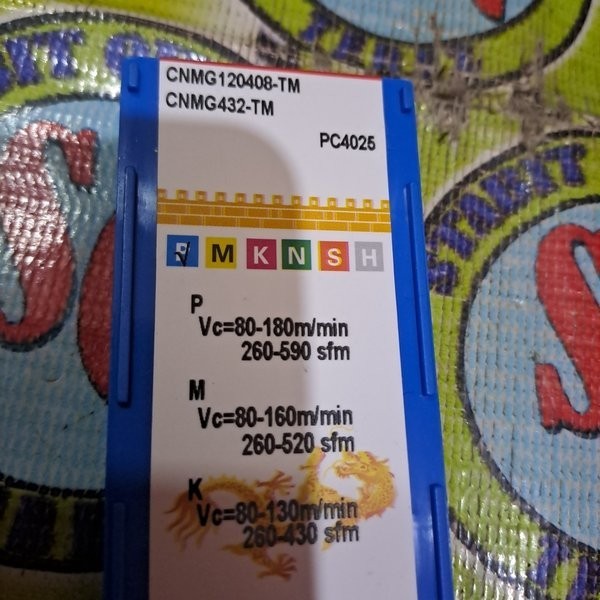 CNMG120408-TM
CNMG432-TM
PC4025
P M K N S H
P
Vc=80-180m/min
260-590 sfm
M
Vc=80-160m/min
260-520 sfm
K
Vc=80-130m/min
260-430 sfm